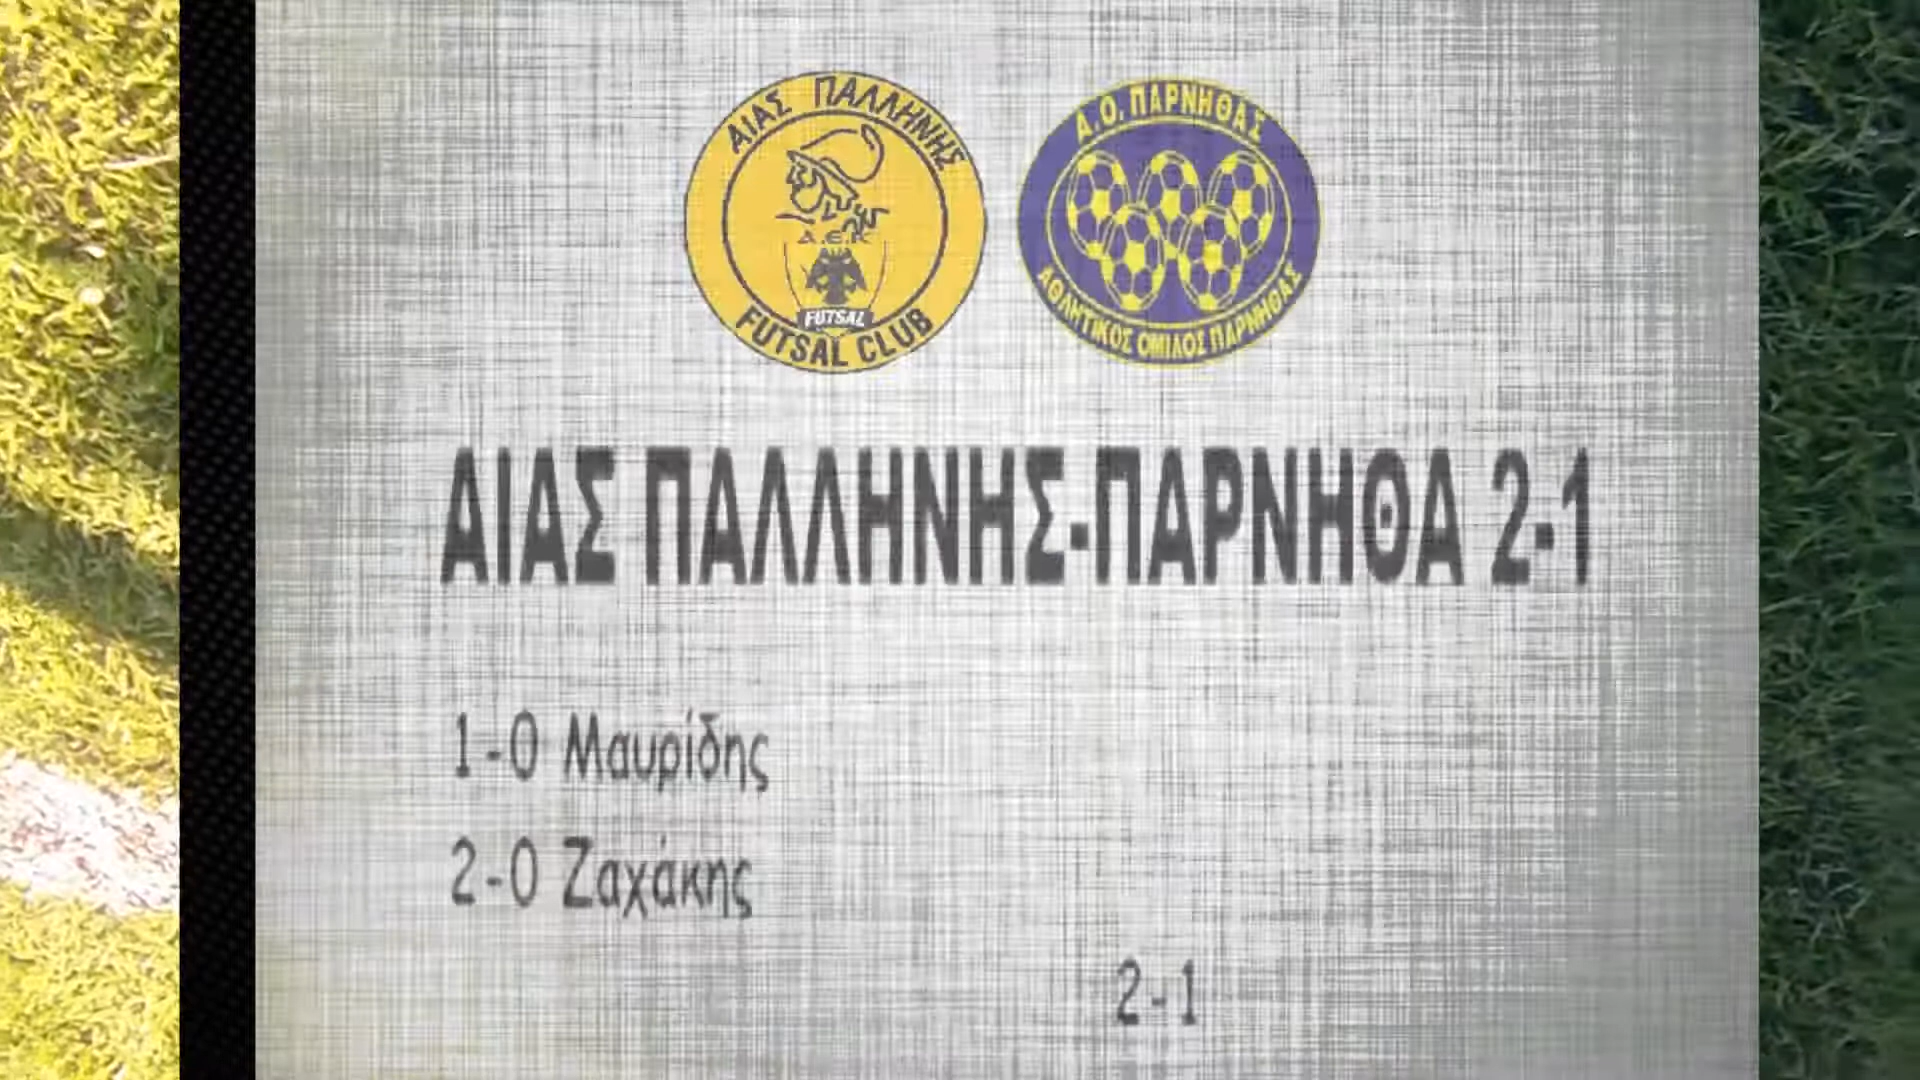 ΑΙΑΣ ΠΑΛΛΗΝΗΣ
Α.Ε.Κ
FUTSAL
FUTSAL CLUB
Α.Ο. ΠΑΡΝΗΘΑΣ
ΑΘΛΗΤΙΚΟΣ ΟΜΙΛΟΣ ΠΑΡΝΗΘΑΣ
ΑΙΑΣ ΠΑΛΛΗΝΗΣ-ΠΑΡΝΗΘΑ 2-1
1-0 Μαυρίδης
2-0 Ζαχάκης
2-1